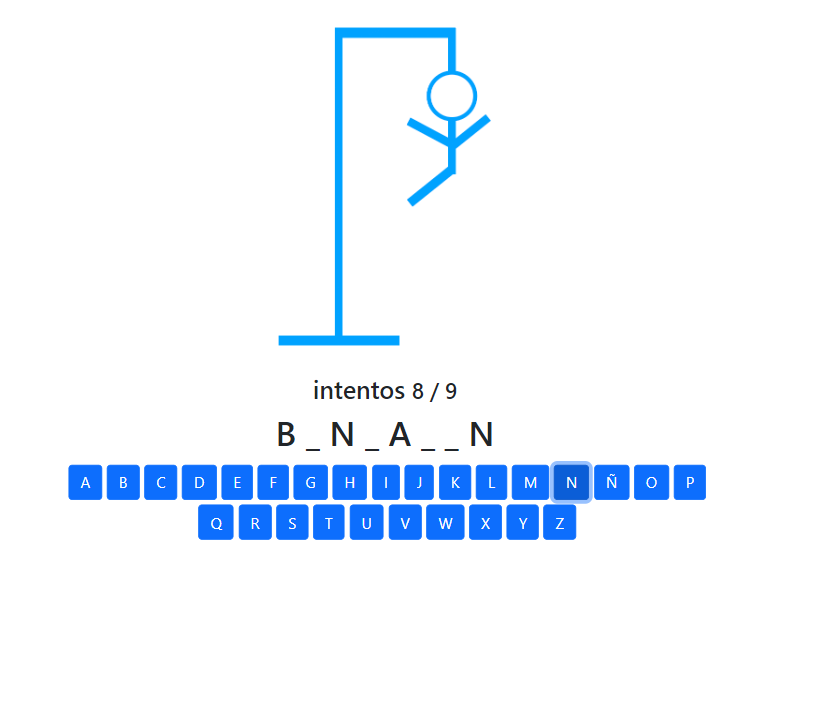 intentos 8 / 9
B _ N _ A _ _ N
A B C D E F G H I J K L M N Ñ O P
Q R S T U V W X Y Z